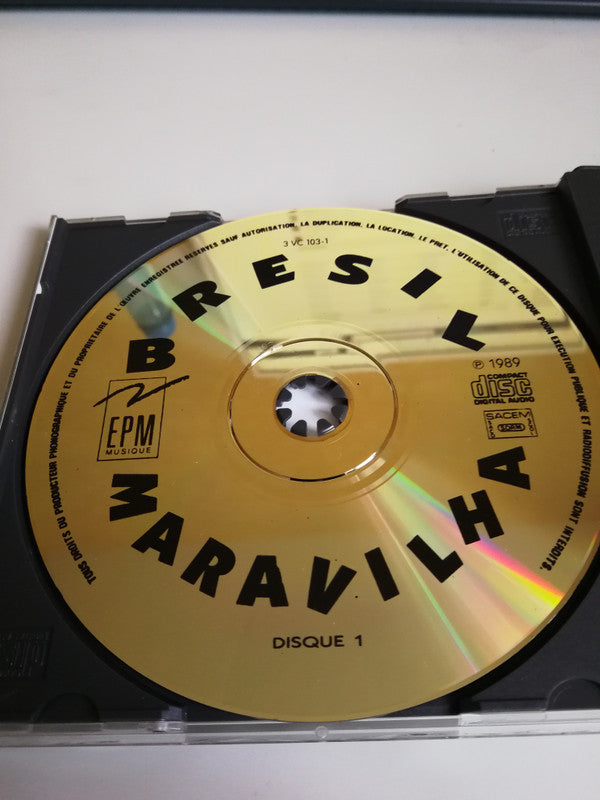 TOUS DROITS DU PRODUCTEUR PHONOGRAPHIQUE ET DU PROPRIETAIRE DE L'ŒUVRE ENREGISTREE RESERVES SAUF AUTORISATION, LA DUPLICATION, LA LOCATION, LE PRET, L'UTILISATION DE CE DISQUE POUR EXECUTION PUBLIQUE ET RADIODIFFUSION SONT INTERDITS.
3 VC 103-1
BRESIL
℗ 1989
COMPACT
disc
DIGITAL AUDIO
EPM
MUSIQUE
SACEM
SDRM
MARAVILHA
DISQUE 1